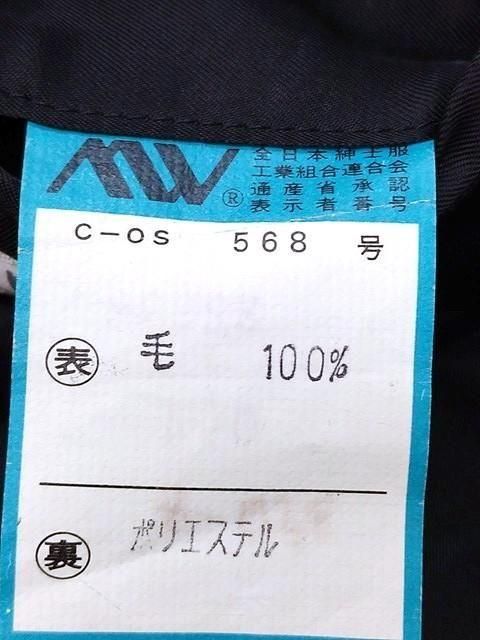 MW
全日本紳士服
工業組合連合会
通産省承認
®表示者番号
C-OS 568 号
表 毛 100%
裏 ポリエステル